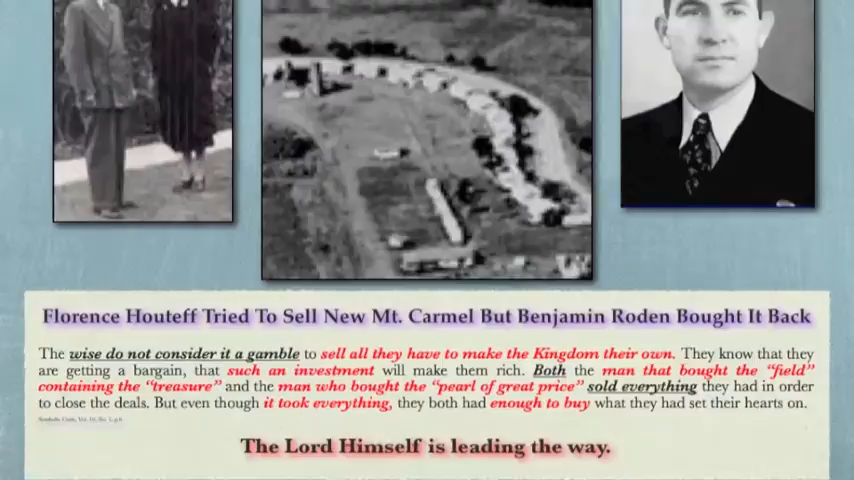 Florence Houteff Tried To Sell New Mt. Carmel But Benjamin Roden Bought It Back
The wise do not consider it a gamble to sell all they have to make the Kingdom their own. They know that they
are getting a bargain, that such an investment will make them rich. Both the man that bought the “field”
containing the “treasure” and the man who bought the “pearl of great price” sold everything they had in order
to close the deals. But even though it took everything, they both had enough to buy what they had set their hearts on.
The Lord Himself is leading the way.